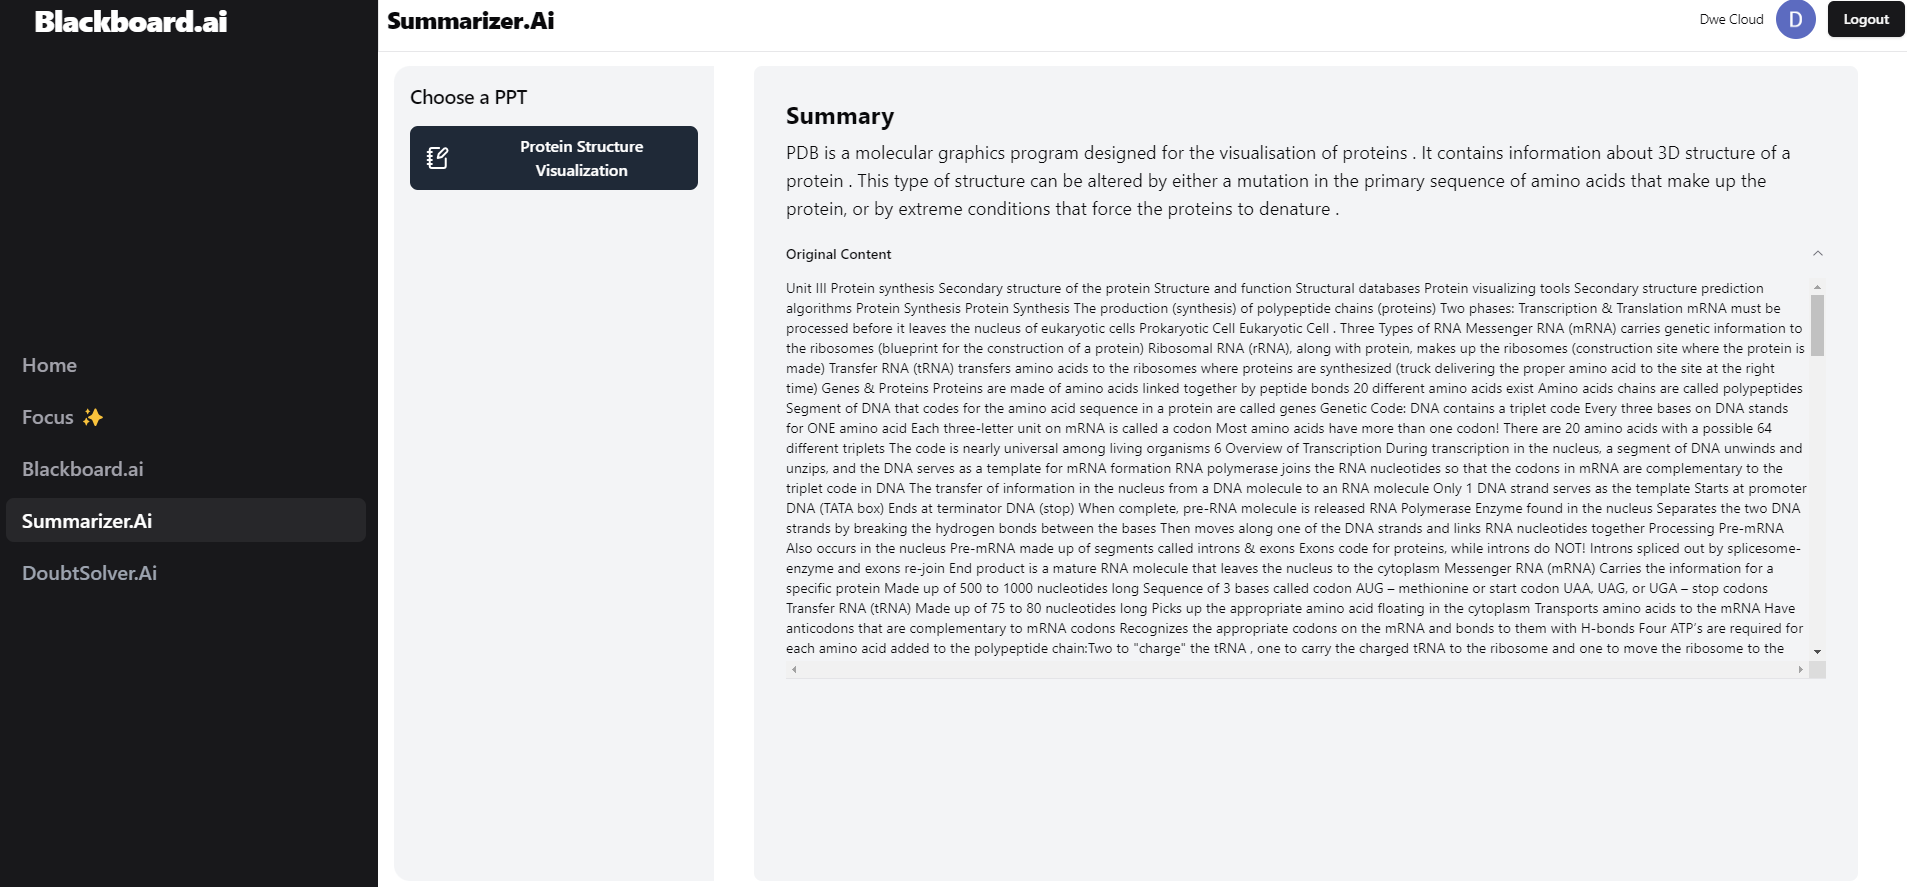 Blackboard.ai
Home
Focus ✨
Blackboard.ai
Summarizer.Ai
DoubtSolver.Ai
Summarizer.Ai
Dwe Cloud
D
Logout
Choose a PPT
Protein Structure
Visualization
Summary
PDB is a molecular graphics program designed for the visualisation of proteins . It contains information about 3D structure of a
protein . This type of structure can be altered by either a mutation in the primary sequence of amino acids that make up the
protein, or by extreme conditions that force the proteins to denature .
Original Content
Unit III Protein synthesis Secondary structure of the protein Structure and function Structural databases Protein visualizing tools Secondary structure prediction
algorithms Protein Synthesis Protein Synthesis The production (synthesis) of polypeptide chains (proteins) Two phases: Transcription & Translation mRNA must be
processed before it leaves the nucleus of eukaryotic cells Prokaryotic Cell Eukaryotic Cell . Three Types of RNA Messenger RNA (mRNA) carries genetic information to
the ribosomes (blueprint for the construction of a protein) Ribosomal RNA (rRNA), along with protein, makes up the ribosomes (construction site where the protein is
made) Transfer RNA (tRNA) transfers amino acids to the ribosomes where proteins are synthesized (truck delivering the proper amino acid to the site at the right
time) Genes & Proteins Proteins are made of amino acids linked together by peptide bonds 20 different amino acids exist Amino acids chains are called polypeptides
Segment of DNA that codes for the amino acid sequence in a protein are called genes Genetic Code: DNA contains a triplet code Every three bases on DNA stands
for ONE amino acid Each three-letter unit on mRNA is called a codon Most amino acids have more than one codon! There are 20 amino acids with a possible 64
different triplets The code is nearly universal among living organisms 6 Overview of Transcription During transcription in the nucleus, a segment of DNA unwinds and
unzips, and the DNA serves as a template for mRNA formation RNA polymerase joins the RNA nucleotides so that the codons in mRNA are complementary to the
triplet code in DNA The transfer of information in the nucleus from a DNA molecule to an RNA molecule Only 1 DNA strand serves as the template Starts at promoter
DNA (TATA box) Ends at terminator DNA (stop) When complete, pre-RNA molecule is released RNA Polymerase Enzyme found in the nucleus Separates the two DNA
strands by breaking the hydrogen bonds between the bases Then moves along one of the DNA strands and links RNA nucleotides together Processing Pre-mRNA
Also occurs in the nucleus Pre-mRNA made up of segments called introns & exons Exons code for proteins, while introns do NOT! Introns spliced out by splicesome-
enzyme and exons re-join End product is a mature RNA molecule that leaves the nucleus to the cytoplasm Messenger RNA (mRNA) Carries the information for a
specific protein Made up of 500 to 1000 nucleotides long Sequence of 3 bases called codon AUG – methionine or start codon UAA, UAG, or UGA – stop codons
Transfer RNA (tRNA) Made up of 75 to 80 nucleotides long Picks up the appropriate amino acid floating in the cytoplasm Transports amino acids to the mRNA Have
anticodons that are complementary to mRNA codons Recognizes the appropriate codons on the mRNA and bonds to them with H-bonds Four ATP’s are required for
each amino acid added to the polypeptide chain:Two to "charge" the tRNA , one to carry the charged tRNA to the ribosome and one to move the ribosome to the